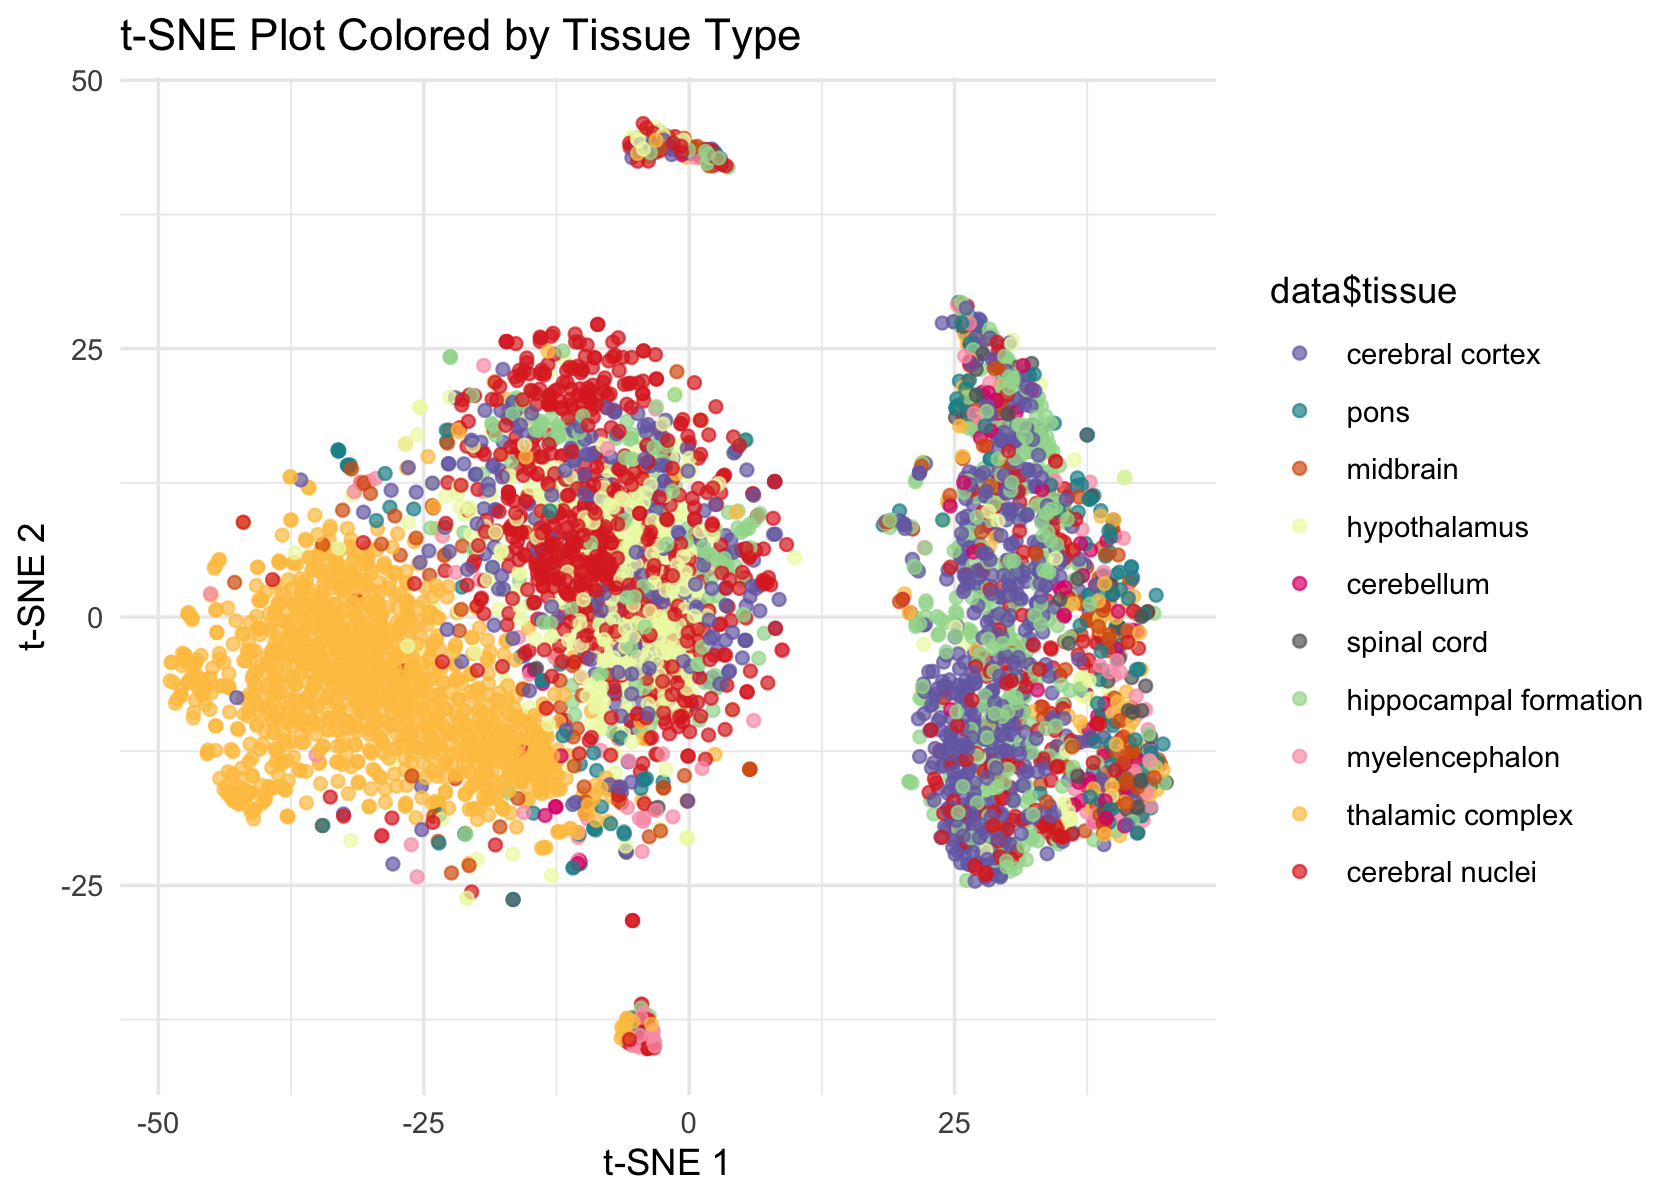 t-SNE Plot Colored by Tissue Type
50
25
0
-25
t-SNE 2
-50
-25
0
25
t-SNE 1
data$tissue
cerebral cortex
pons
midbrain
hypothalamus
cerebellum
spinal cord
hippocampal formation
myelencephalon
thalamic complex
cerebral nuclei